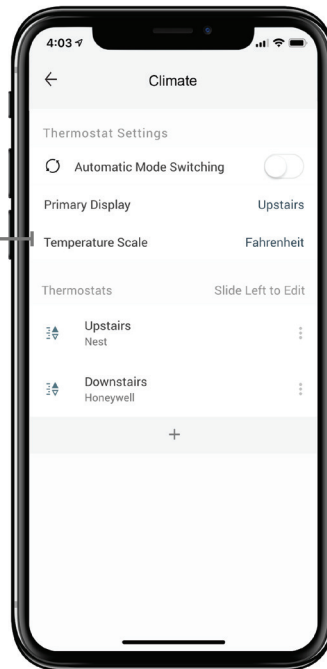 4:03
Climate
Thermostat Settings
Automatic Mode Switching
Primary Display Upstairs
Temperature Scale Fahrenheit
Thermostats Slide Left to Edit
Upstairs
Nest
Downstairs
Honeywell
+